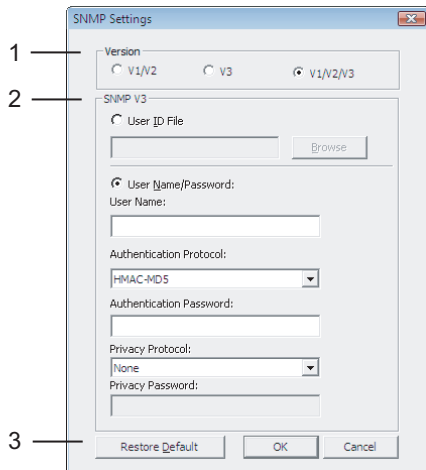 SNMP Settings
1
Version
V1/V2 V3 V1/V2/V3
2
SNMP V3
User ID File
Browse
User Name/Password:
User Name:
Authentication Protocol:
HMAC-MD5
Authentication Password:
Privacy Protocol:
None
Privacy Password:
3
Restore Default OK Cancel